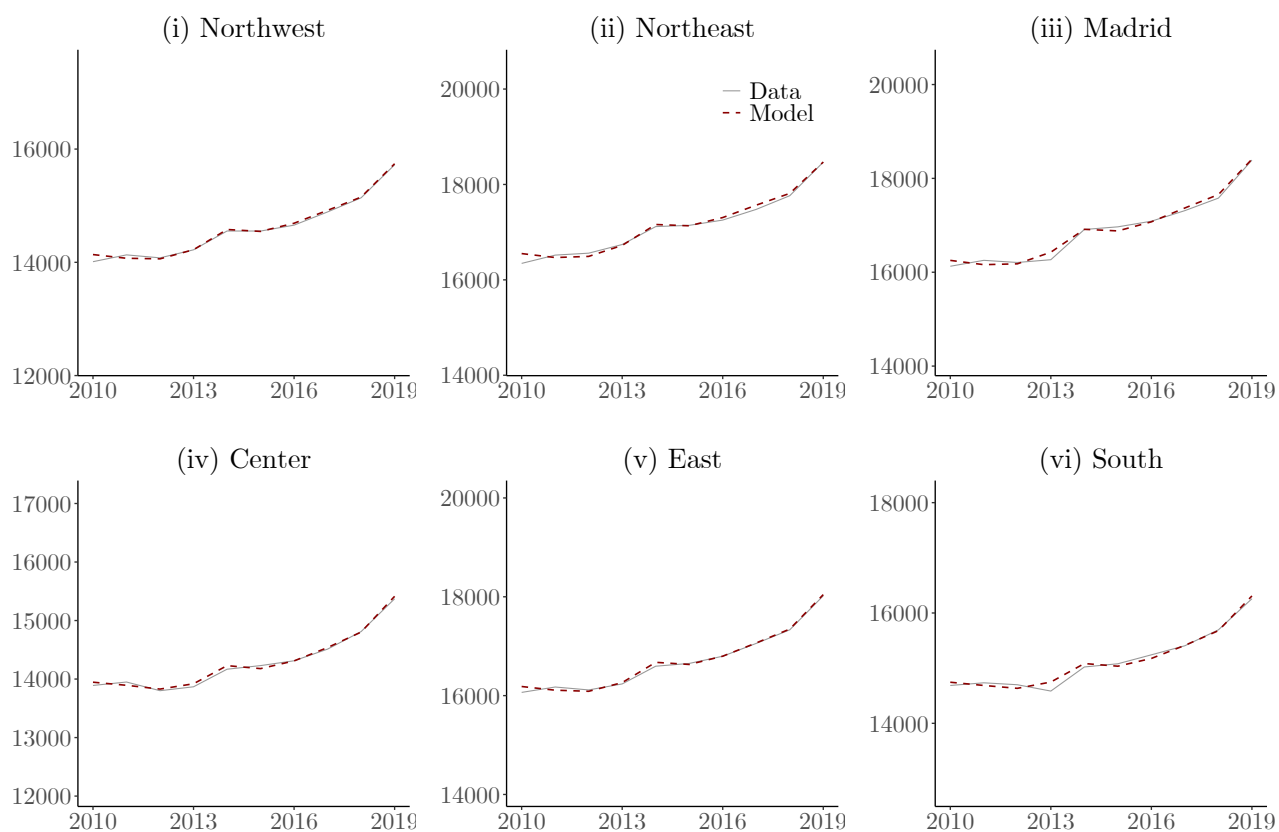 (i) Northwest
16000
14000
12000
2010 2013 2016 2019
(ii) Northeast
Data
Model
20000
18000
16000
14000
2010 2013 2016 2019
(iii) Madrid
20000
18000
16000
14000
2010 2013 2016 2019
(iv) Center
17000
16000
15000
14000
13000
12000
2010 2013 2016 2019
(v) East
20000
18000
16000
14000
2010 2013 2016 2019
(vi) South
18000
16000
14000
2010 2013 2016 2019